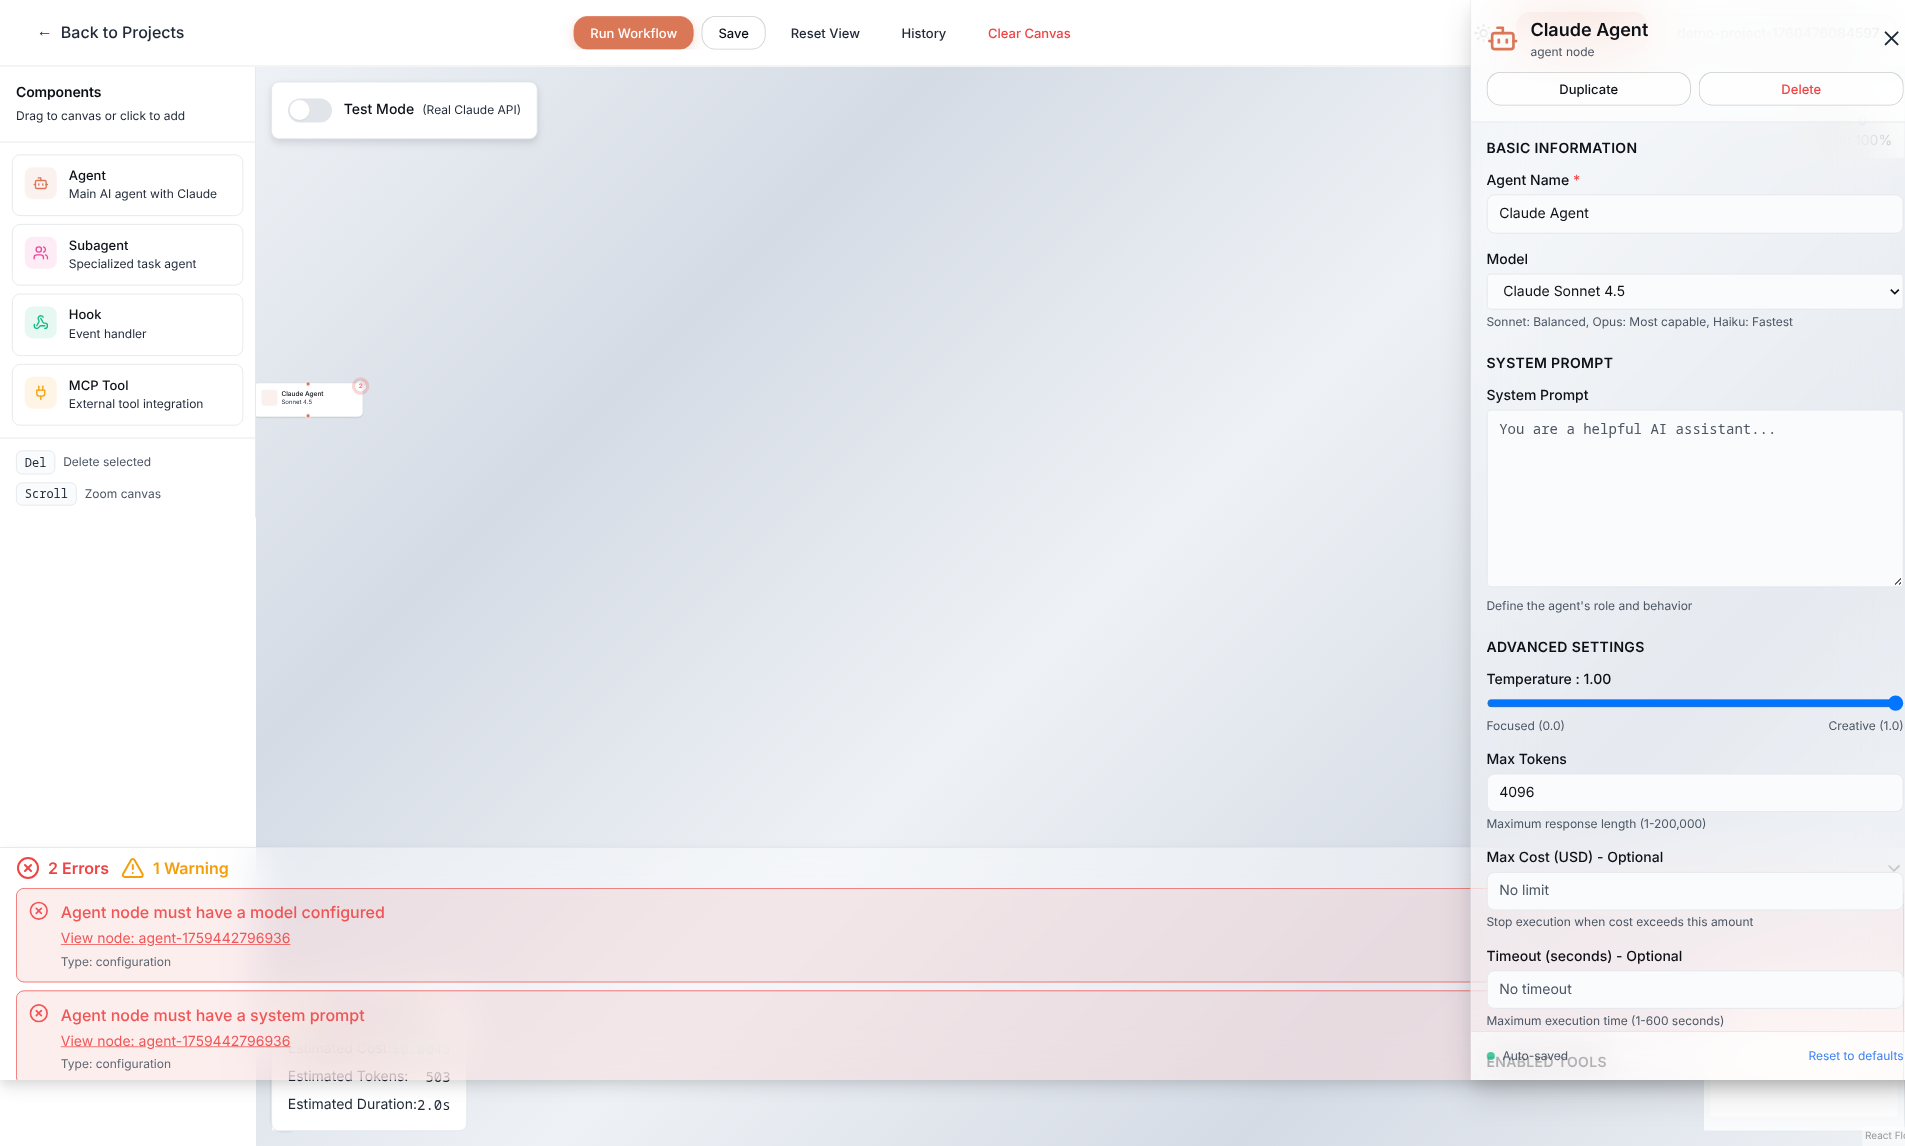 ← Back to Projects
Run Workflow
Save
Reset View
History
Clear Canvas
Components
Drag to canvas or click to add
Agent
Main AI agent with Claude
Subagent
Specialized task agent
Hook
Event handler
MCP Tool
External tool integration
Del Delete selected
Scroll Zoom canvas
Test Mode (Real Claude API)
Claude Agent
Sonnet 4.5
2
Claude Agent
agent node
Duplicate
Delete
BASIC INFORMATION
Agent Name *
Claude Agent
Model
Claude Sonnet 4.5
Sonnet: Balanced, Opus: Most capable, Haiku: Fastest
SYSTEM PROMPT
System Prompt
You are a helpful AI assistant...
Define the agent's role and behavior
ADVANCED SETTINGS
Temperature : 1.00
Focused (0.0)
Creative (1.0)
Max Tokens
4096
Maximum response length (1-200,000)
Max Cost (USD) - Optional
No limit
Stop execution when cost exceeds this amount
Timeout (seconds) - Optional
No timeout
Maximum execution time (1-600 seconds)
ENABLED TOOLS
Auto-saved
Reset to defaults
2 Errors
1 Warning
Agent node must have a model configured
View node: agent-1759442796936
Type: configuration
Agent node must have a system prompt
View node: agent-1759442796936
Type: configuration
Estimated Cost:
Estimated Tokens: 503
Estimated Duration: 2.0s
React Flo